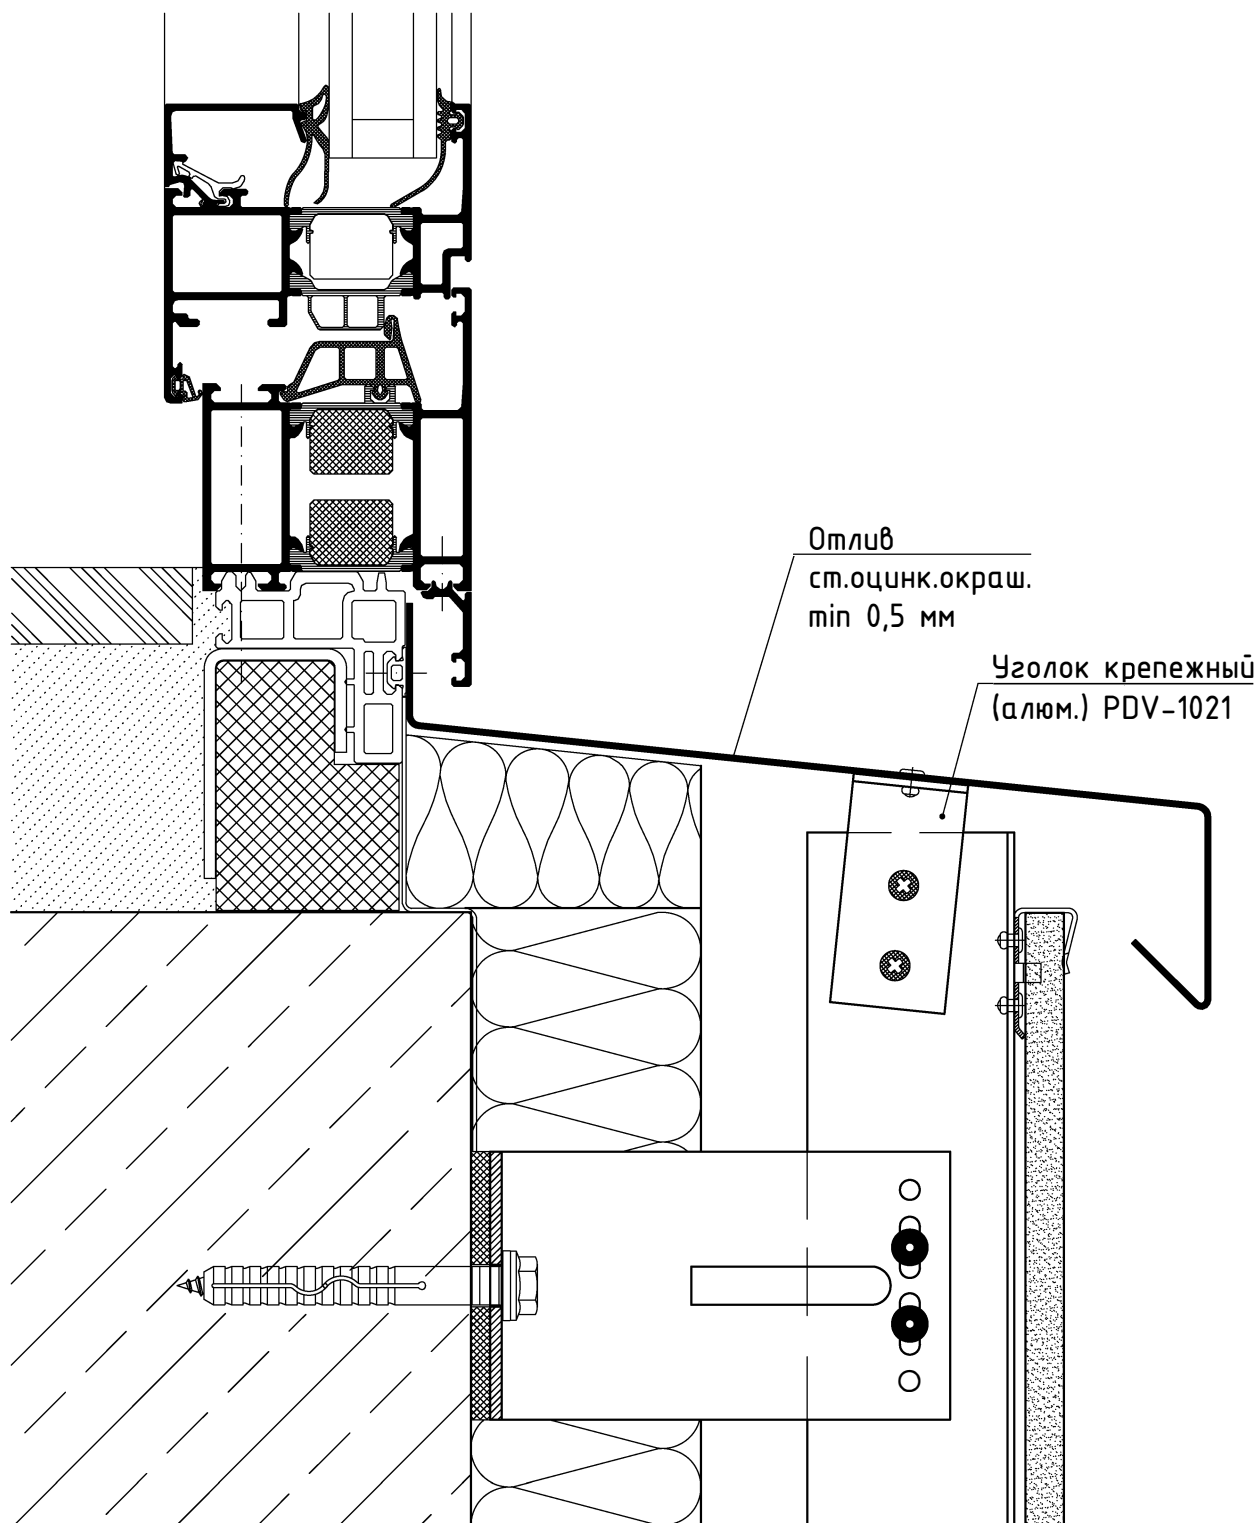 Отлив
ст.оцинк.окраш.
min 0,5 мм
Уголок крепежный
(алюм.) PDV-1021